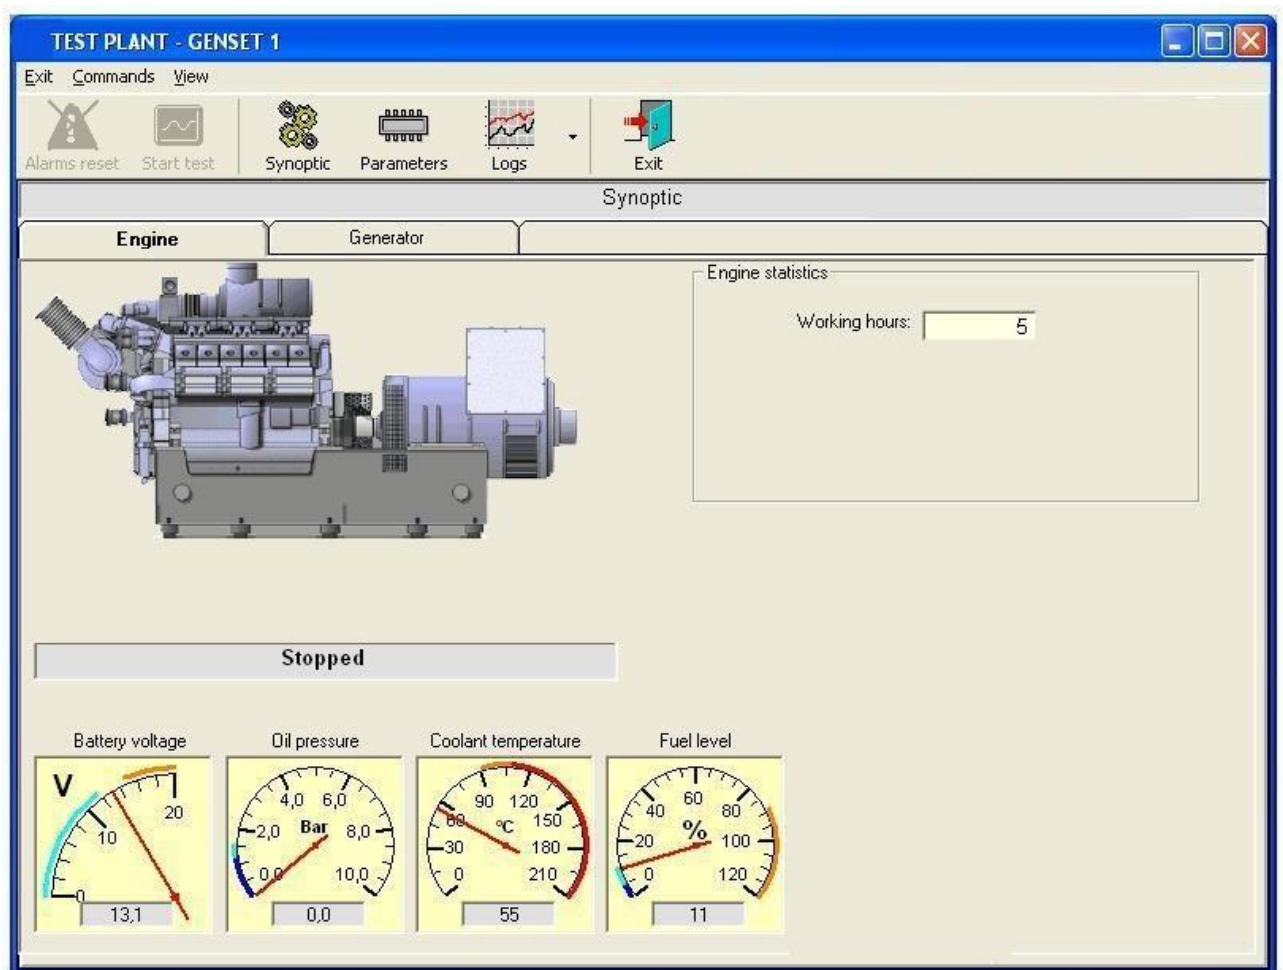 TEST PLANT - GENSET 1
Exit Commands View
Alarms reset Start test Synoptic Parameters Logs Exit
Synoptic
Engine Generator
Engine statistics
Working hours: 5
Stopped
Battery voltage Oil pressure Coolant temperature Fuel level
V 0 10 20
13,1
Bar 0,0 2,0 4,0 6,0 8,0 10,0
0,0
°C 0 30 60 90 120 150 180 210
55
% 0 20 40 60 80 100 120
11